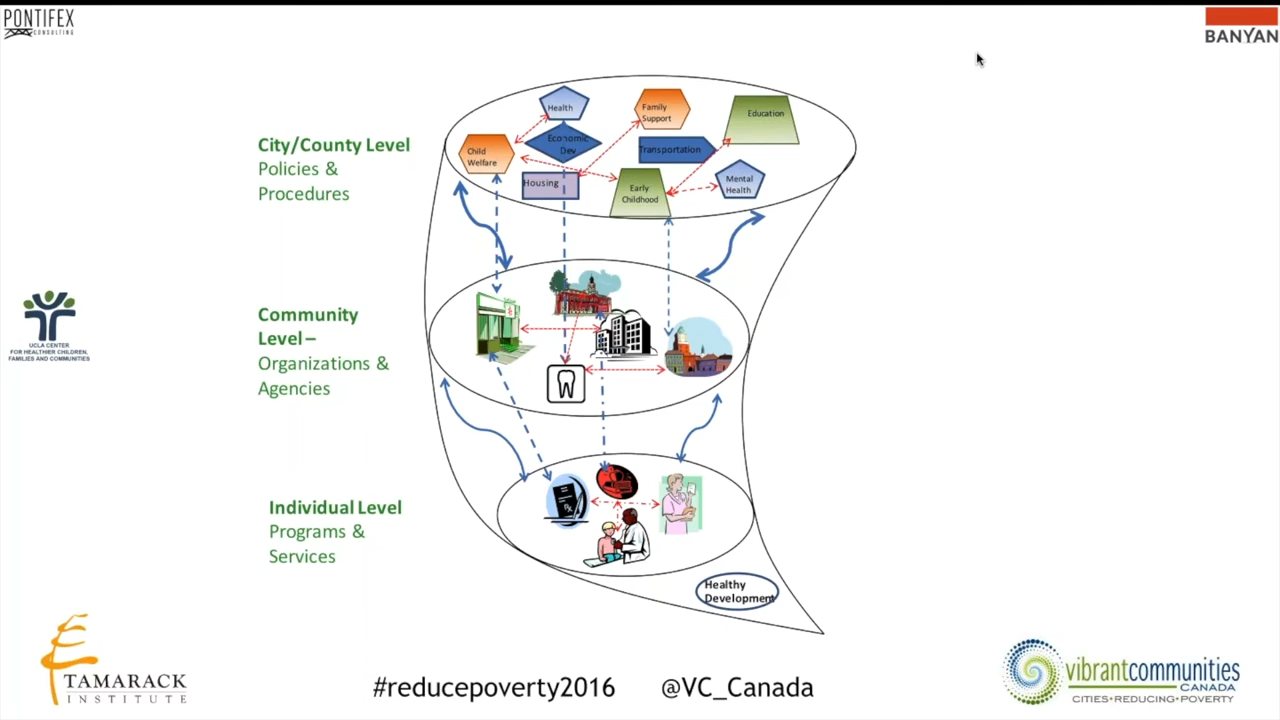 PONTIFEX
CONSULTING
BANYAN
City/County Level
Policies &
Procedures
Health
Family
Support
Education
Economic
Dev
Child
Welfare
Transportation
Housing
Early
Childhood
Mental
Health
Community
Level –
Organizations &
Agencies
UCLA CENTER
FOR HEALTHIER CHILDREN,
FAMILIES AND COMMUNITIES
Individual Level
Programs &
Services
Healthy
Development
TAMARACK
INSTITUTE
#reducepoverty2016 @VC_Canada
vibrantcommunities
CANADA
CITIES•REDUCING•POVERTY